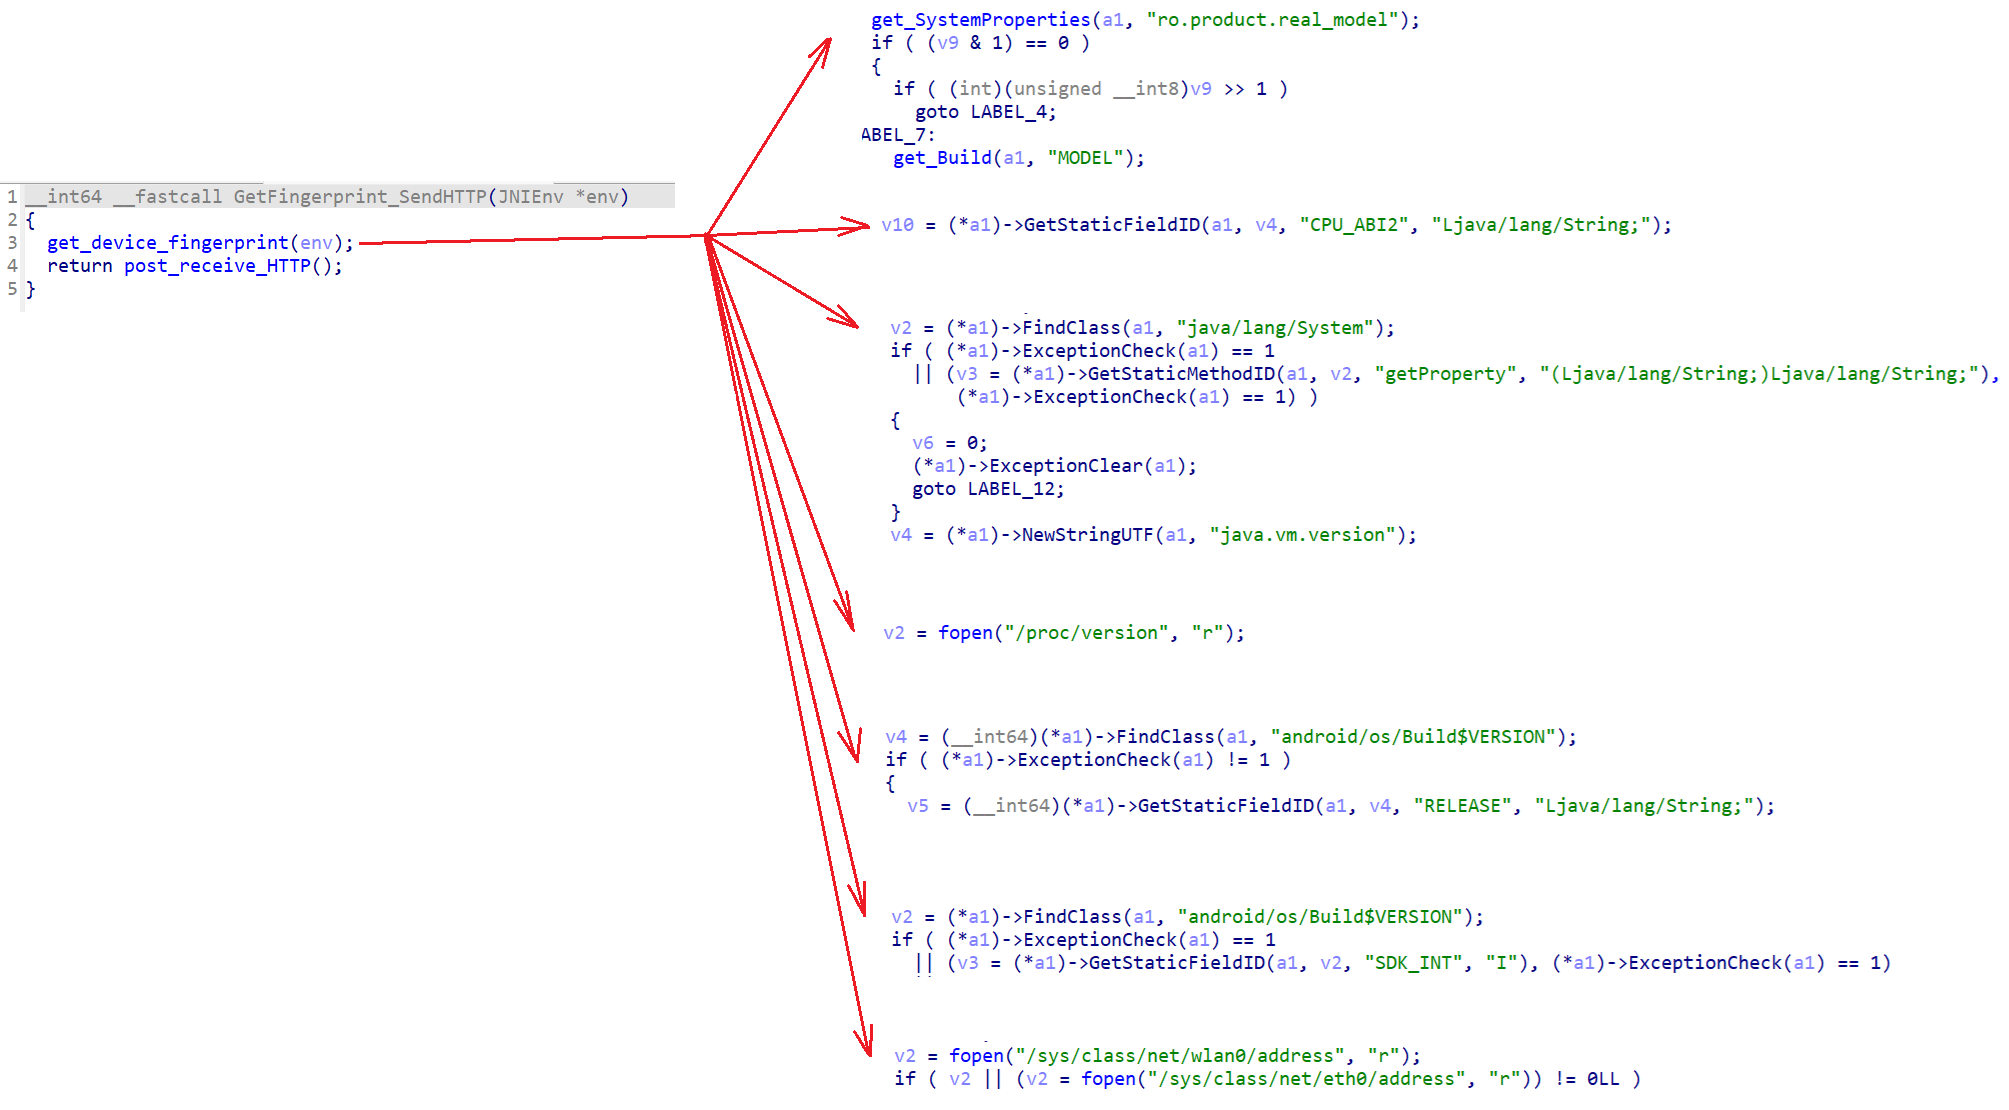 1 __int64 __fastcall GetFingerprint_SendHTTP(JNIEnv *env)
2 {
3 get_device_fingerprint(env);
4 return post_receive_HTTP();
5 }
get_SystemProperties(a1, "ro.product.real_model");
if ( (v9 & 1) == 0 )
{
if ( (int)(unsigned __int8)v9 >> 1 )
goto LABEL_4;
ABEL_7:
get_Build(a1, "MODEL");
v10 = (*a1)->GetStaticFieldID(a1, v4, "CPU_ABI2", "Ljava/lang/String;");
v2 = (*a1)->FindClass(a1, "java/lang/System");
if ( (*a1)->ExceptionCheck(a1) == 1
|| (v3 = (*a1)->GetStaticMethodID(a1, v2, "getProperty", "(Ljava/lang/String;)Ljava/lang/String;"),
(*a1)->ExceptionCheck(a1) == 1) )
{
v6 = 0;
(*a1)->ExceptionClear(a1);
goto LABEL_12;
}
v4 = (*a1)->NewStringUTF(a1, "java.vm.version");
v2 = fopen("/proc/version", "r");
v4 = (__int64)(*a1)->FindClass(a1, "android/os/Build$VERSION");
if ( (*a1)->ExceptionCheck(a1) != 1 )
{
v5 = (__int64)(*a1)->GetStaticFieldID(a1, v4, "RELEASE", "Ljava/lang/String;");
v2 = (*a1)->FindClass(a1, "android/os/Build$VERSION");
if ( (*a1)->ExceptionCheck(a1) == 1
|| (v3 = (*a1)->GetStaticFieldID(a1, v2, "SDK_INT", "I"), (*a1)->ExceptionCheck(a1) == 1)
v2 = fopen("/sys/class/net/wlan0/address", "r");
if ( v2 || (v2 = fopen("/sys/class/net/eth0/address", "r")) != 0LL )